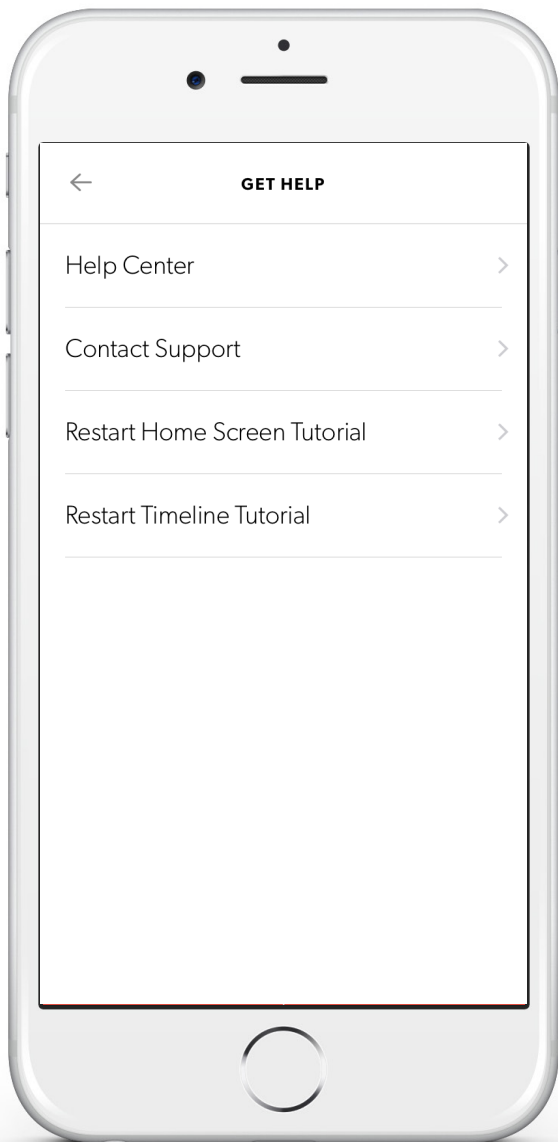 GET HELP
Help Center
Contact Support
Restart Home Screen Tutorial
Restart Timeline Tutorial